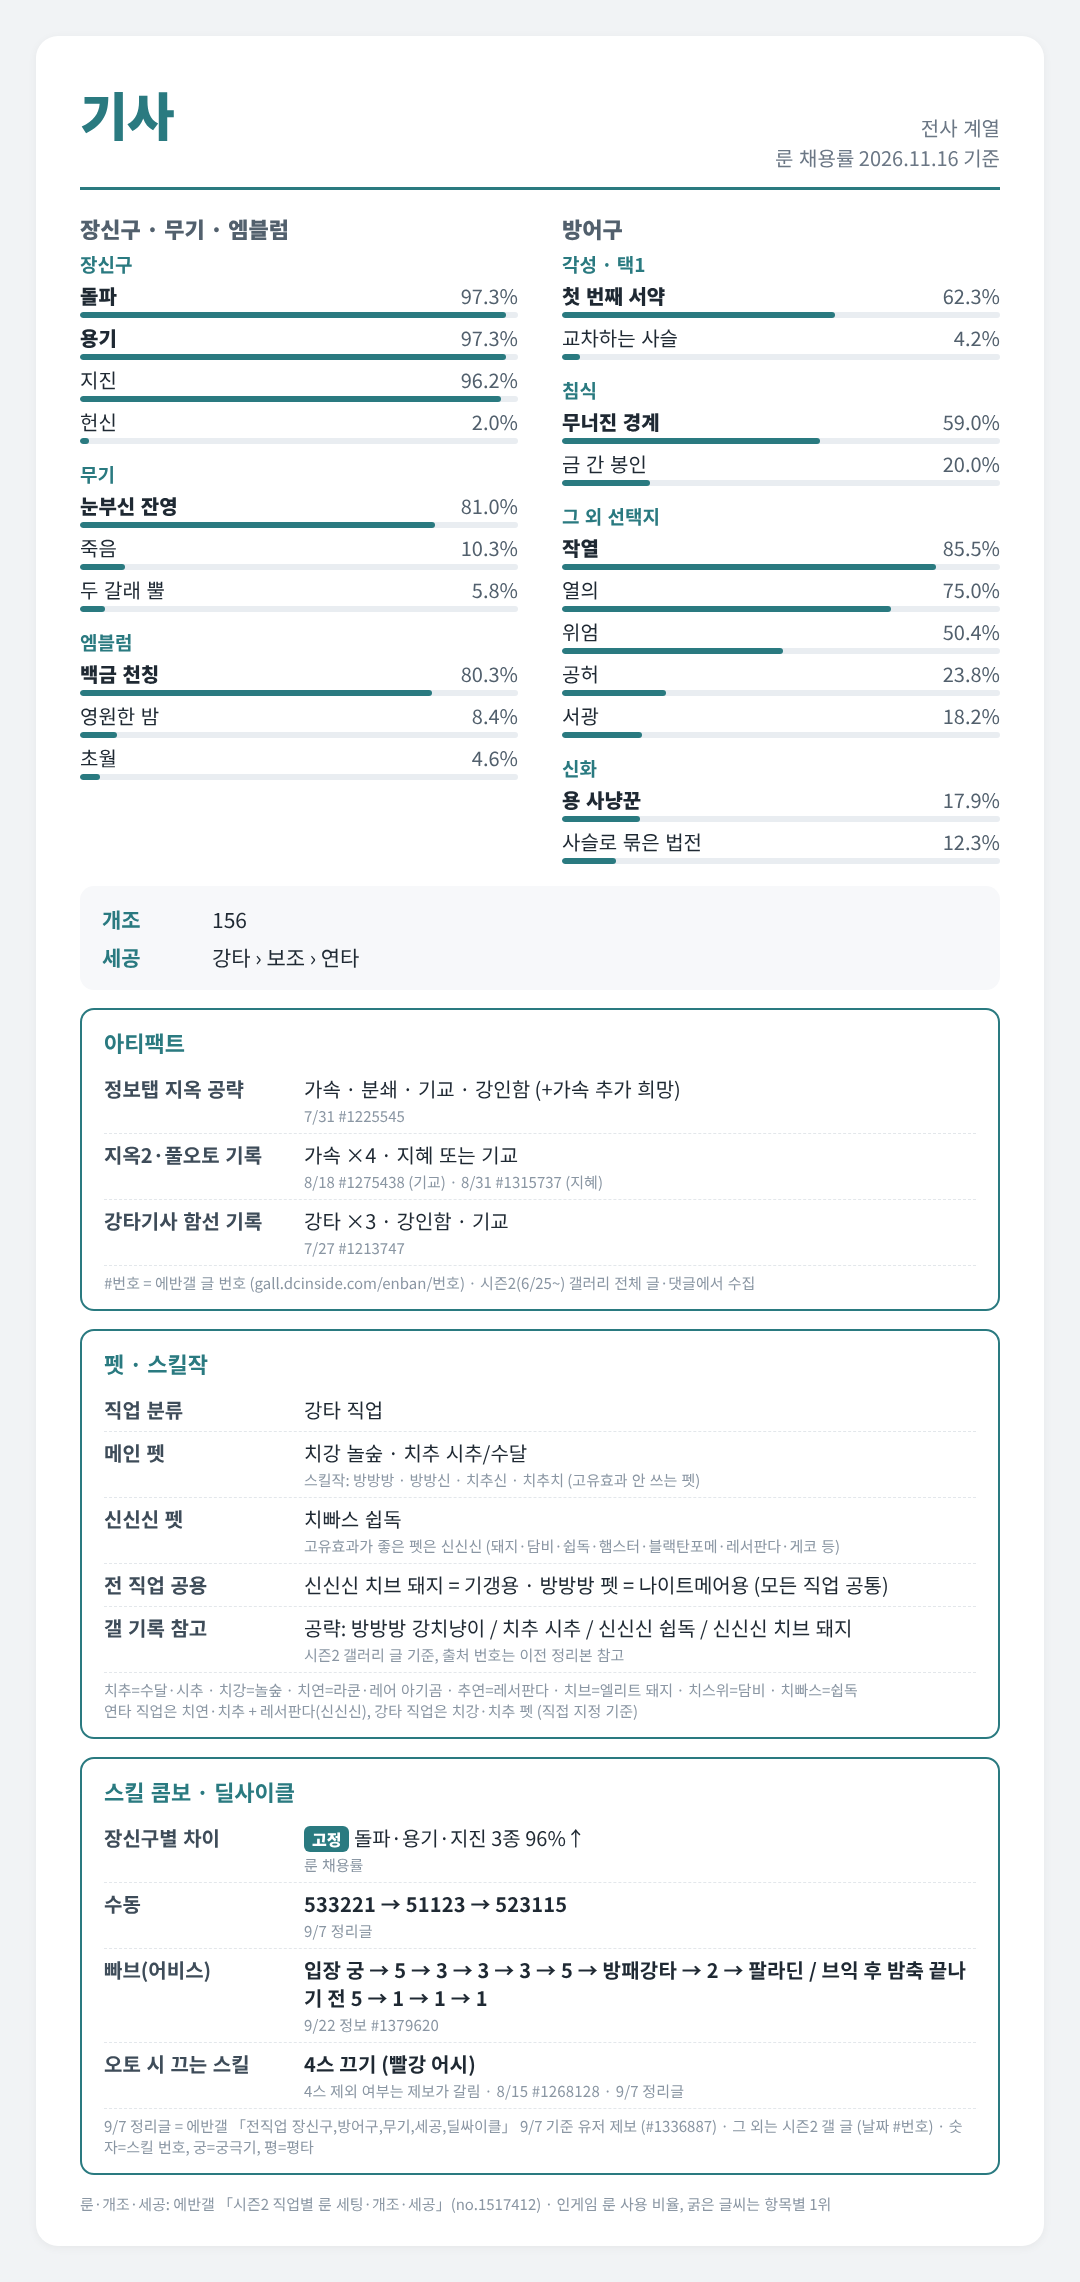 기사
전사 계열
룬 채용률 2026.11.16 기준
장신구 · 무기 · 엠블럼
장신구
돌파 97.3%
용기 97.3%
지진 96.2%
헌신 2.0%
무기
눈부신 잔영 81.0%
죽음 10.3%
두 갈래 뿔 5.8%
엠블럼
백금 천칭 80.3%
영원한 밤 8.4%
초월 4.6%
방어구
각성 · 택1
첫 번째 서약 62.3%
교차하는 사슬 4.2%
침식
무너진 경계 59.0%
금 간 봉인 20.0%
그 외 선택지
작열 85.5%
열의 75.0%
위엄 50.4%
공허 23.8%
서광 18.2%
신화
용 사냥꾼 17.9%
사슬로 묶은 법전 12.3%
개조 156
세공 강타 › 보조 › 연타
아티팩트
정보탭 지옥 공략 가속 · 분쇄 · 기교 · 강인함 (+가속 추가 희망)
7/31 #1225545
지옥2·풀오토 기록 가속 ×4 · 지혜 또는 기교
8/18 #1275438 (기교) · 8/31 #1315737 (지혜)
강타기사 함선 기록 강타 ×3 · 강인함 · 기교
7/27 #1213747
#번호 = 에반갤 글 번호 (gall.dcinside.com/enban/번호) · 시즌2(6/25~) 갤러리 전체 글·댓글에서 수집
펫 · 스킬작
직업 분류 강타 직업
메인 펫 치강 놀숲 · 치추 시추/수달
스킬작: 방방방 · 방방신 · 치추신 · 치추치 (고유효과 안 쓰는 펫)
신신신 펫 치빠스 쉽독
고유효과가 좋은 펫은 신신신 (돼지·담비·쉽독·햄스터·블랙탄포메·레서판다·게코 등)
전 직업 공용 신신신 치브 돼지 = 기갱용 · 방방방 펫 = 나이트메어용 (모든 직업 공통)
갤 기록 참고 공략: 방방방 강치냥이 / 치추 시추 / 신신신 쉽독 / 신신신 치브 돼지
시즌2 갤러리 글 기준, 출처 번호는 이전 정리본 참고
치추=수달·시추 · 치강=놀숲 · 치연=라쿤·레어 아기곰 · 추연=레서판다 · 치브=엘리트 돼지 · 치스위=담비 · 치빠스=쉽독
연타 직업은 치연·치추 + 레서판다(신신신), 강타 직업은 치강·치추 펫 (직접 지정 기준)
스킬 콤보 · 딜사이클
장신구별 차이 고정 돌파·용기·지진 3종 96%↑
룬 채용률
수동 533221 → 51123 → 523115
9/7 정리글
빠브(어비스) 입장 궁 → 5 → 3 → 3 → 3 → 5 → 방패강타 → 2 → 팔라딘 / 브익 후 밤축 끝나
기 전 5 → 1 → 1 → 1
9/22 정보 #1379620
오토 시 끄는 스킬 4스 끄기 (빨강 어시)
4스 제외 여부는 제보가 갈림 · 8/15 #1268128 · 9/7 정리글
9/7 정리글 = 에반갤 「전직업 장신구,방어구,무기,세공,딜싸이클」 9/7 기준 유저 제보 (#1336887) · 그 외는 시즌2 갤 글 (날짜 #번호) · 숫
자=스킬 번호, 궁=궁극기, 평=평타
룬·개조·세공: 에반갤 「시즌2 직업별 룬 세팅·개조·세공」(no.1517412) · 인게임 룬 사용 비율, 굵은 글씨는 항목별 1위